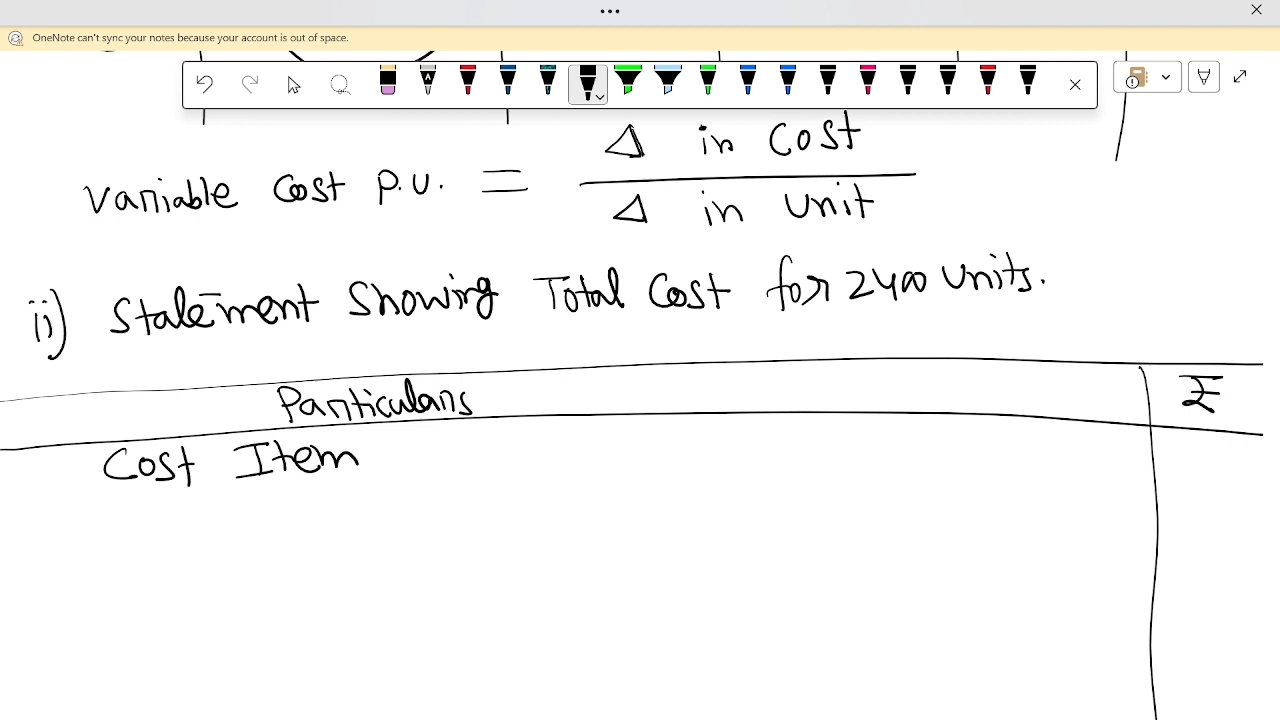 OneNote can't sync your notes because your account is out of space.
Variable Cost p.u. = Δ in Cost
Δ in Unit
ii) Statement Showing Total Cost for 2400 Units.
Particulars ₹
Cost Item